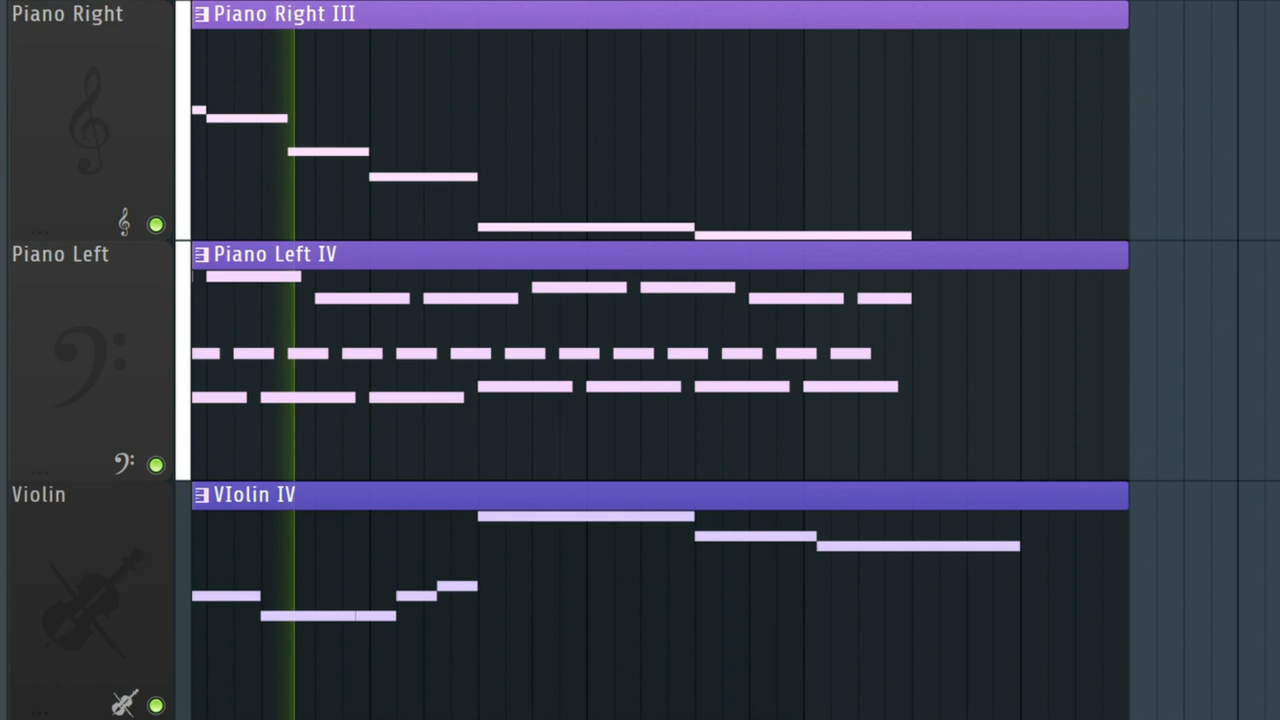 Piano Right
Piano Right III
Piano Left
Piano Left IV
Violin
VIolin IV